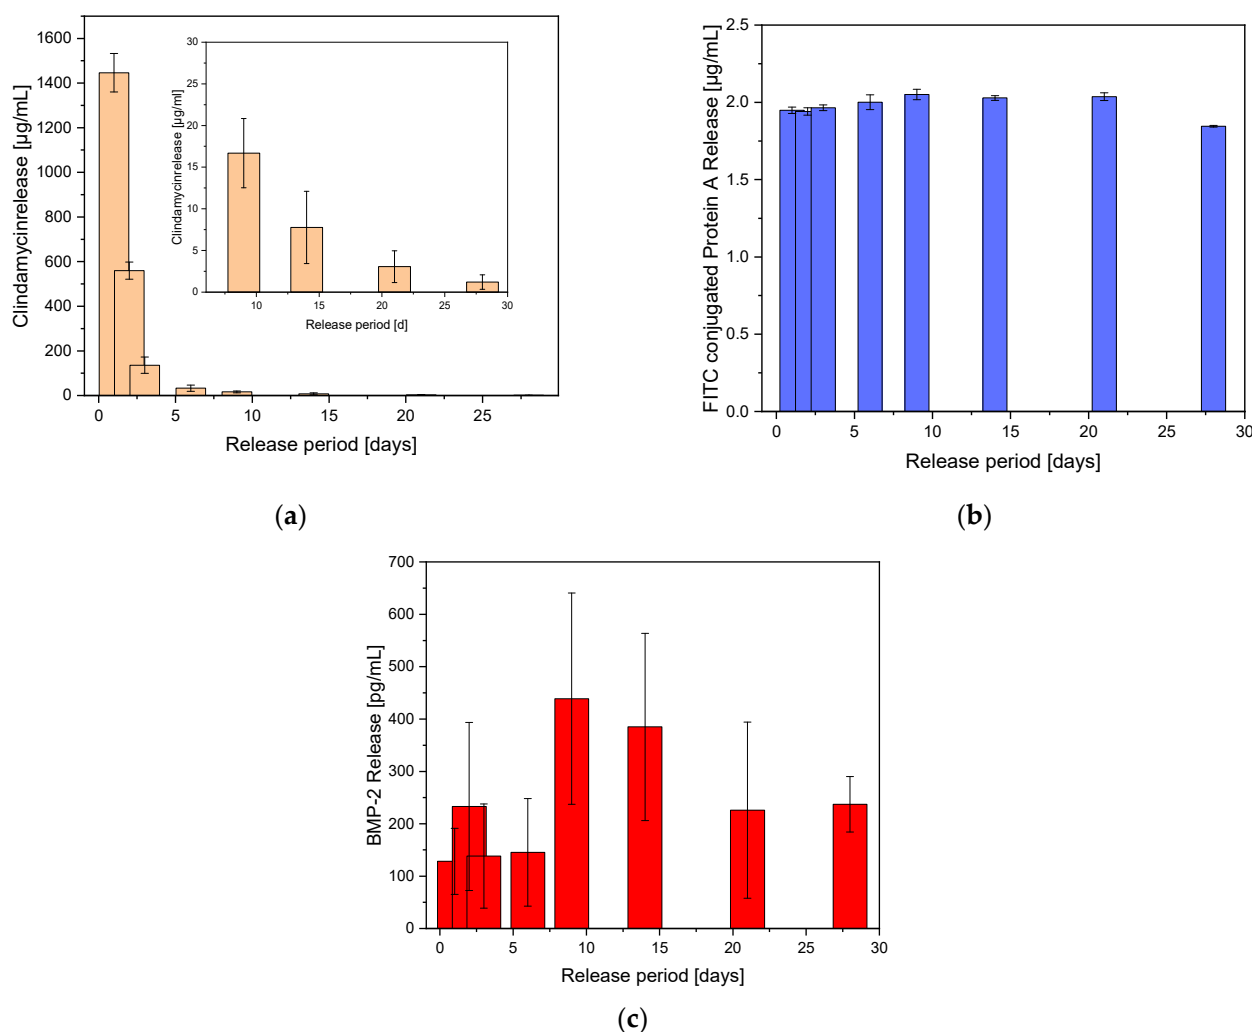 Clindamycinrelease [µg/mL]
1600
1400
1200
1000
800
600
400
200
0
0 5 10 15 20 25
Release period [days]
Clindamycinrelease [µg/ml]
30
25
20
15
10
5
0
10 15 20 25 30
Release period [d]
(a)
FITC conjugated Protein A Release [µg/mL]
2.5
2.0
1.5
1.0
0.5
0.0
0 5 10 15 20 25 30
Release period [days]
(b)
BMP-2 Release [pg/mL]
700
600
500
400
300
200
100
0
0 5 10 15 20 25 30
Release period [days]
(c)